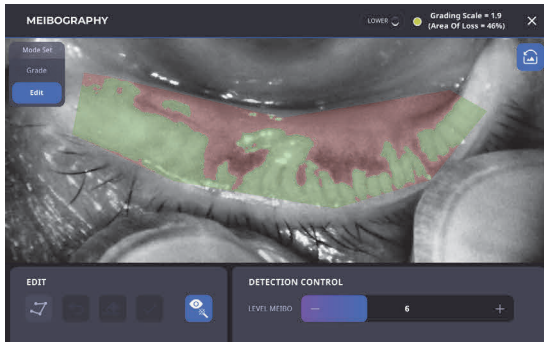 MEIBOGRAPHY
LOWER
Grading Scale = 1.9
(Area Of Loss = 46%)
Mode Set
Grade
Edit
EDIT
DETECTION CONTROL
LEVEL MEIBO
6